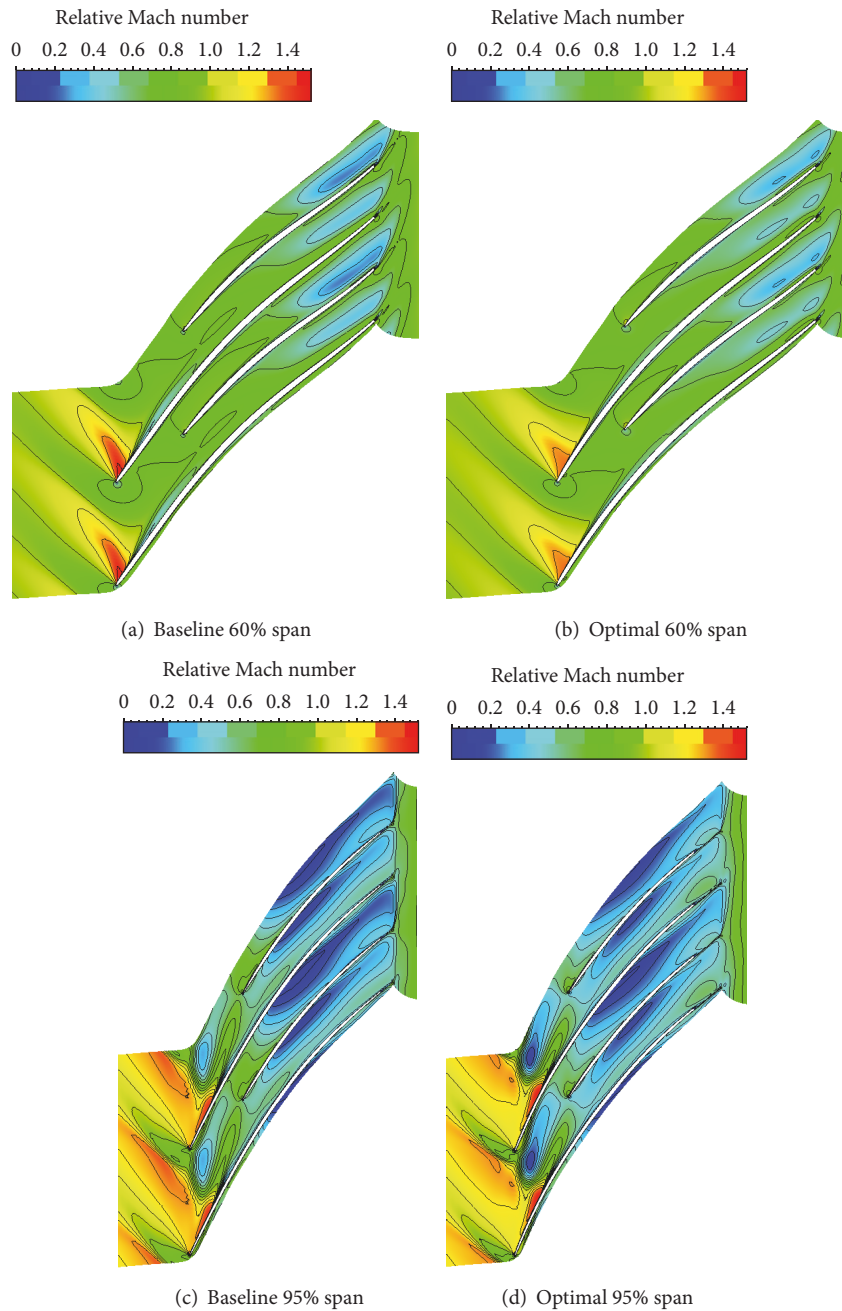 Relative Mach number
0 0.2 0.4 0.6 0.8 1.0 1.2 1.4
Relative Mach number
0 0.2 0.4 0.6 0.8 1.0 1.2 1.4
(a) Baseline 60% span
(b) Optimal 60% span
Relative Mach number
0 0.2 0.4 0.6 0.8 1.0 1.2 1.4
Relative Mach number
0 0.2 0.4 0.6 0.8 1.0 1.2 1.4
(c) Baseline 95% span
(d) Optimal 95% span